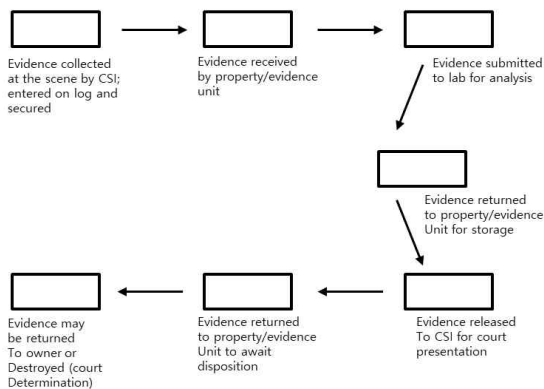 Evidence collected
at the scene by CSI;
entered on log and
secured
Evidence received
by property/evidence
unit
Evidence submitted
to lab for analysis
Evidence returned
to property/evidence
Unit for storage
Evidence released
To CSI for court
presentation
Evidence returned
to property/evidence
Unit to await
disposition
Evidence may
be returned
To owner or
Destroyed (court
Determination)